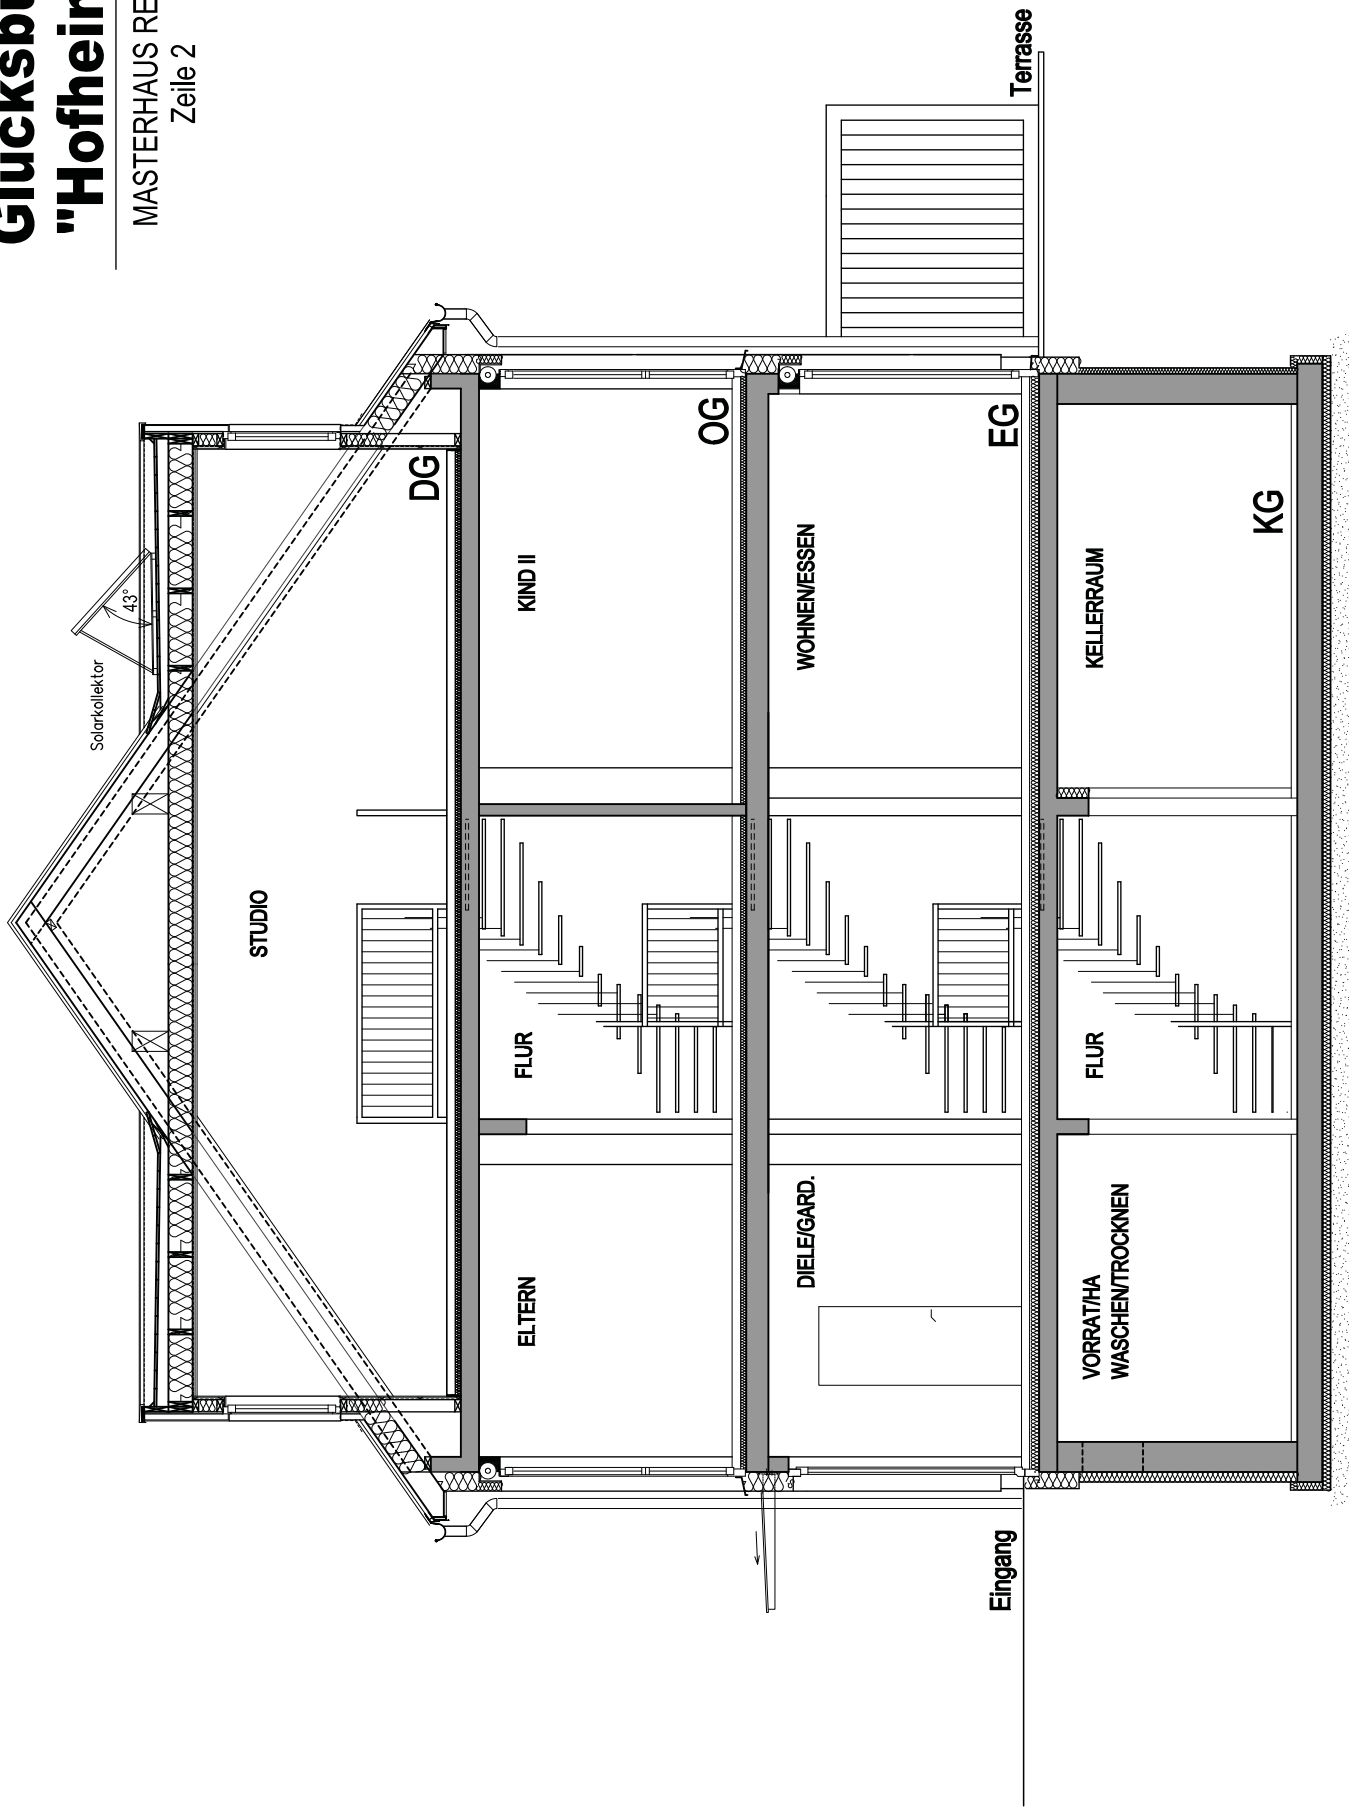 Glücksbu
"Hofhei
MASTERHAUS RE
Zeile 2
Solarkollektor
43°
STUDIO
DG
ELTERN
FLUR
KIND II
OG
DIELE/GARD.
WOHNEN/ESSEN
EG
Eingang
Terrasse
VORRAT/HA
WASCHEN/TROCKNEN
FLUR
KELLERRAUM
KG